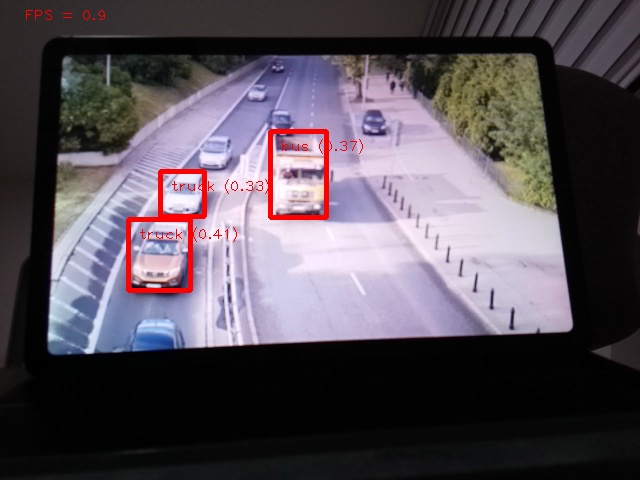 FPS = 0.9
bus (0.37)
truck (0.33)
truck (0.41)